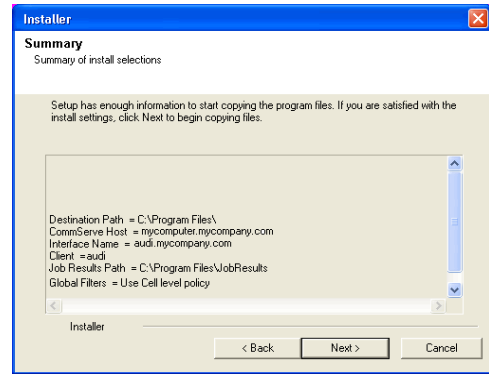 Installer
Summary
Summary of install selections
Setup has enough information to start copying the program files. If you are satisfied with the
install settings, click Next to begin copying files.
Destination Path = C:\Program Files\
CommServe Host = mycomputer.mycompany.com
Interface Name = audi.mycompany.com
Client =audi
Job Results Path = C:\Program Files\JobResults
Global Filters = Use Cell level policy
Installer
< Back Next > Cancel